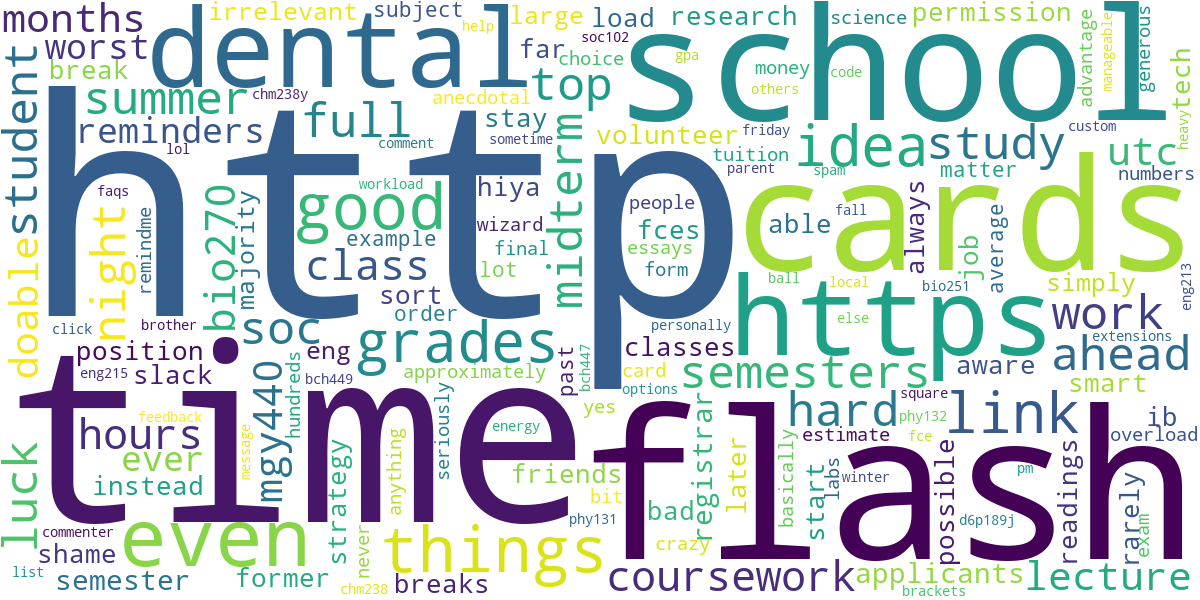 months
irrelevant
subject
large
load
research
science
permission
worst
dental
help
far
soc102
choice
gpa
school
break
money
code
advantage
manageable
generous
tech
heavy
student
summer
chm238y
anecdotal
top
others
http
reminders
full
stay
volunteer
friday
idea
study
custom
utc
lol
comment
sometime
midterm
tuition
parent
spam
matter
numbers
faqs
workload
hiya
cards
night
remindme
bio270
majority
good
wizard
people
able
always
fall
average
job
doable
example
final
fces
essays
class
lot
form
ball
local
bio251
simply
eng213
sort
order
https
click
brother
soc
personally
else
work
extensions
position
eng
grades
past
bch447
classes
ahead
eng215
slack
hundreds
bch449
approximately
card
options
semesters
aware
smart
time
mgy440
yes
registrar
hard
square
link
ib
feedback
hours
seriously
energy
flash
phy132
fce
estimate
overload
luck
ever
message
strategy
anything
friends
later
basically
start
labs
possible
readings
pm
instead
bit
winter
rarely
exam
phy131
bad
d6p189j
commenter
even
never
things
crazy
shame
list
semester
former
chm238
breaks
coursework
applicants
brackets
lecture